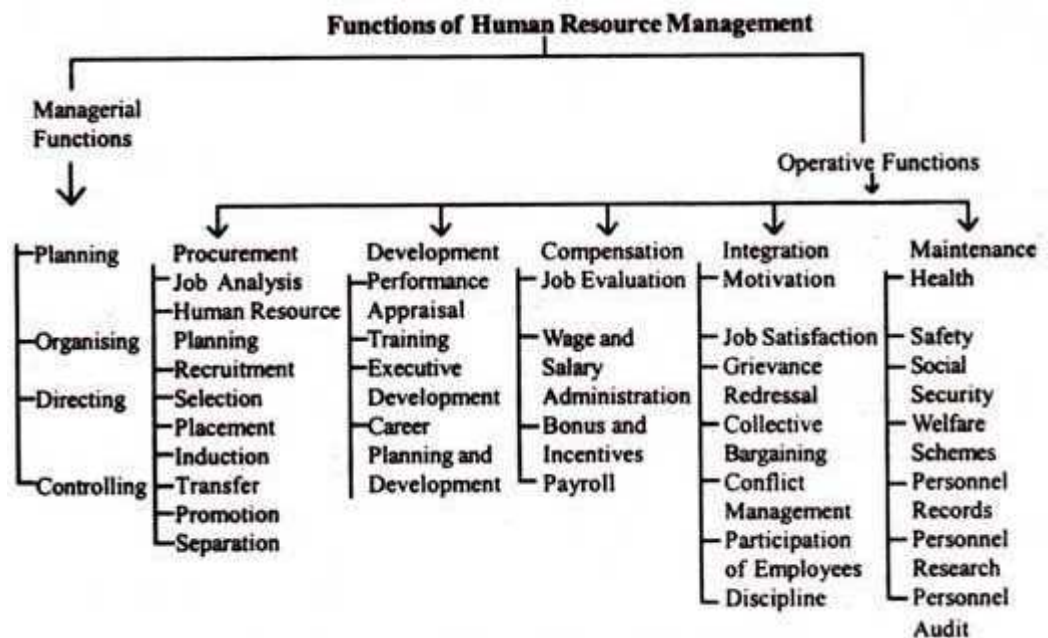 Functions of Human Resource Management
Managerial
Functions
Operative Functions
Planning
Organising
Directing
Controlling
Procurement
Job Analysis
Human Resource
Planning
Recruitment
Selection
Placement
Induction
Transfer
Promotion
Separation
Development
Performance
Appraisal
Training
Executive
Development
Career
Planning and
Development
Compensation
Job Evaluation
Wage and
Salary
Administration
Bonus and
Incentives
Payroll
Integration
Motivation
Job Satisfaction
Grievance
Redressal
Collective
Bargaining
Conflict
Management
Participation
of Employees
Discipline
Maintenance
Health
Safety
Social
Security
Welfare
Schemes
Personnel
Records
Personnel
Research
Personnel
Audit